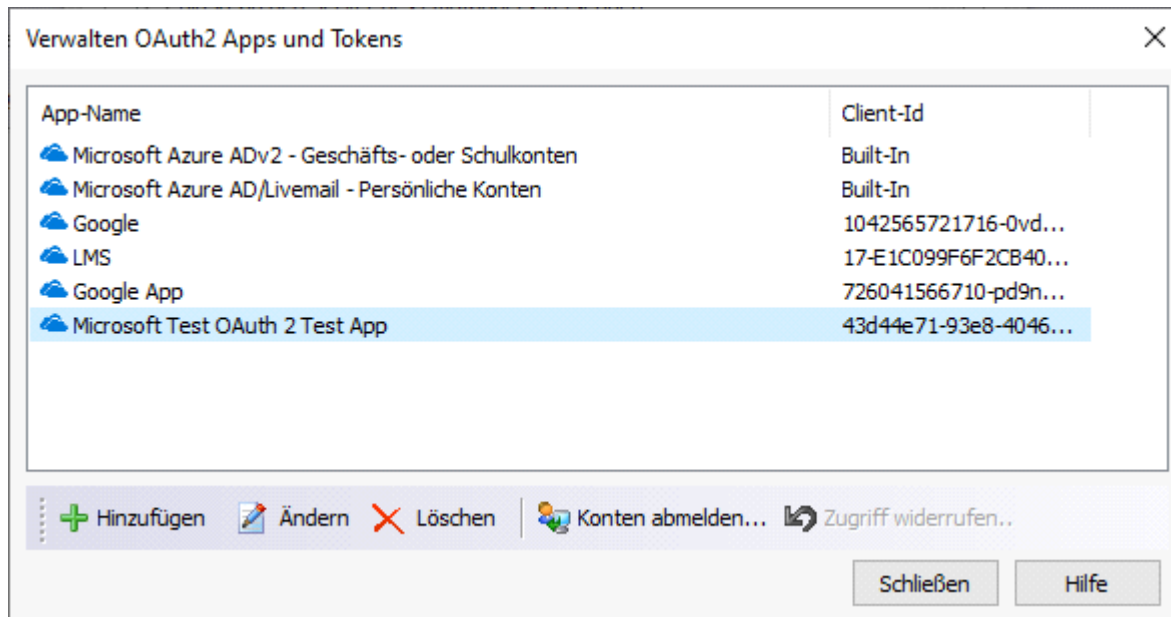 Verwalten OAuth2 Apps und Tokens
App-Name Client-Id
Microsoft Azure ADv2 - Geschäfts- oder Schulkonten Built-In
Microsoft Azure AD/Livemail - Persönliche Konten Built-In
Google 1042565721716-0vd...
LMS 17-E1C099F6F2CB40...
Google App 726041566710-pd9n...
Microsoft Test OAuth 2 Test App 43d44e71-93e8-4046...
Hinzufügen Ändern Löschen Konten abmelden... Zugriff widerrufen..
Schließen Hilfe